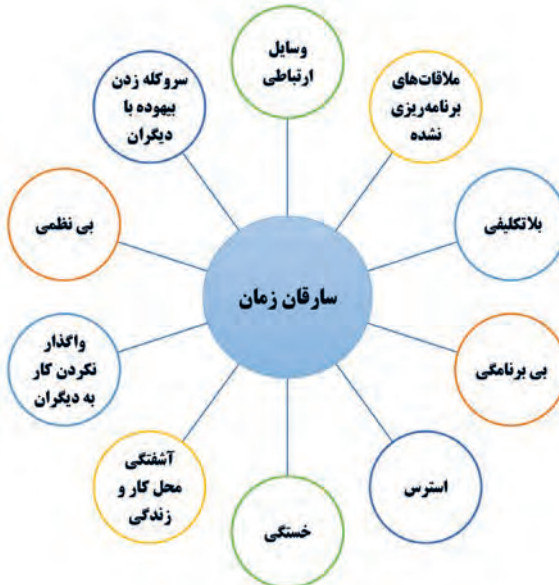 سارقان زمان
وسایل
ارتباطی
ملاقات‌های
برنامه‌ریزی
نشده
بلاتکلیفی
بی برنامگی
استرس
خستگی
آشفتگی
محل کار و
زندگی
واگذار
نکردن کار
به دیگران
بی نظمی
سروکله زدن
بیهوده با
دیگران